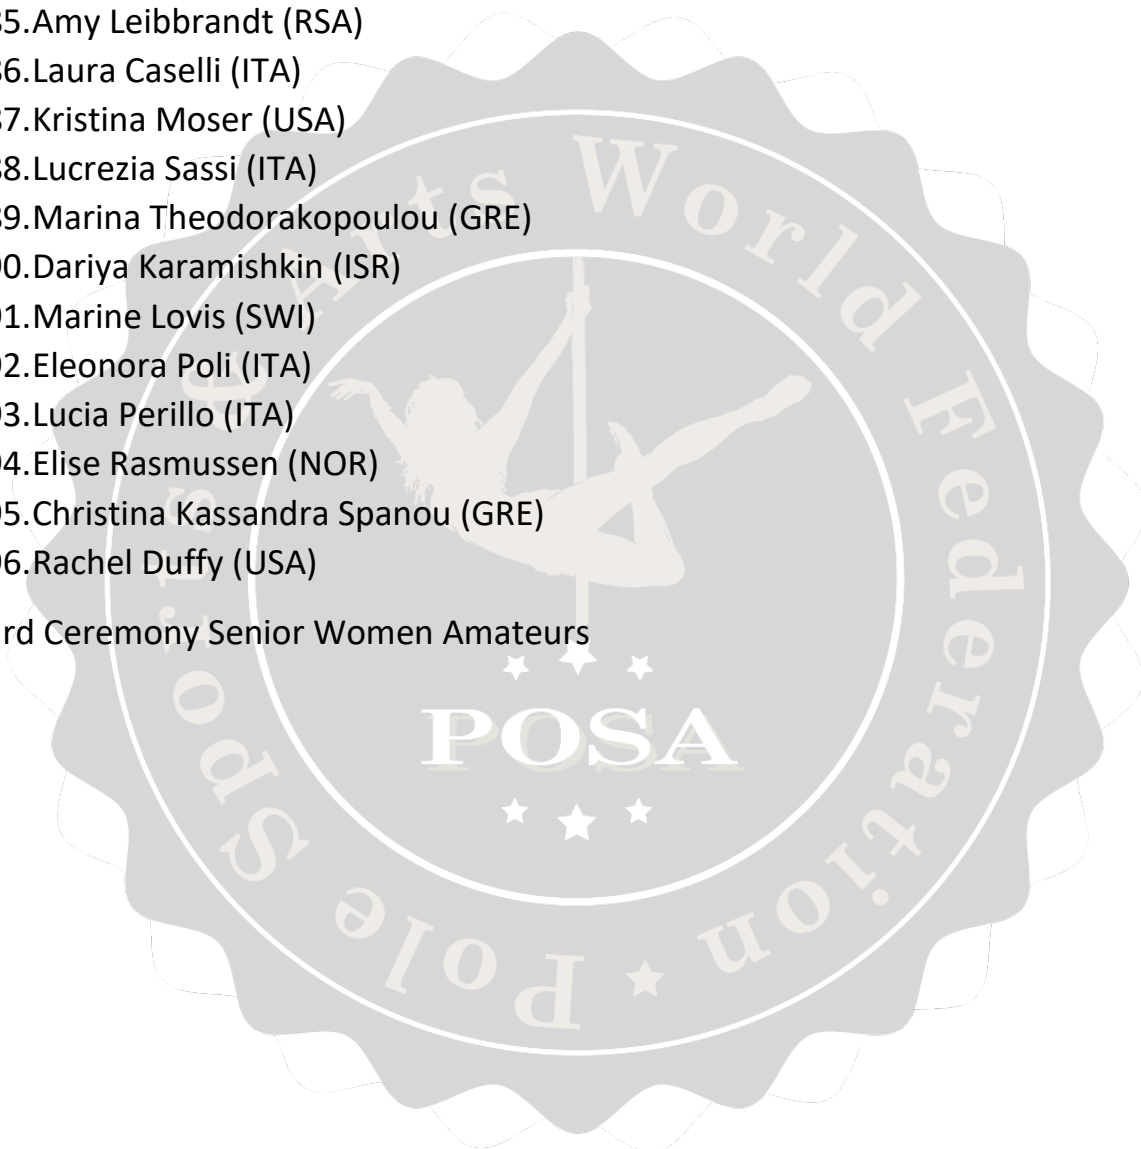 5.Amy Leibbrandt (RSA)
6.Laura Caselli (ITA)
7.Kristina Moser (USA)
8.Lucrezia Sassi (ITA)
9.Marina Theodorakopoulou (GRE)
0.Dariya Karamishkin (ISR)
1.Marine Lovis (SWI)
2.Eleonora Poli (ITA)
3.Lucia Perillo (ITA)
4.Elise Rasmussen (NOR)
5.Christina Kassandra Spanou (GRE)
6.Rachel Duffy (USA)
rd Ceremony Senior Women Amateurs
POSA
Pole Sports & Arts World Federation